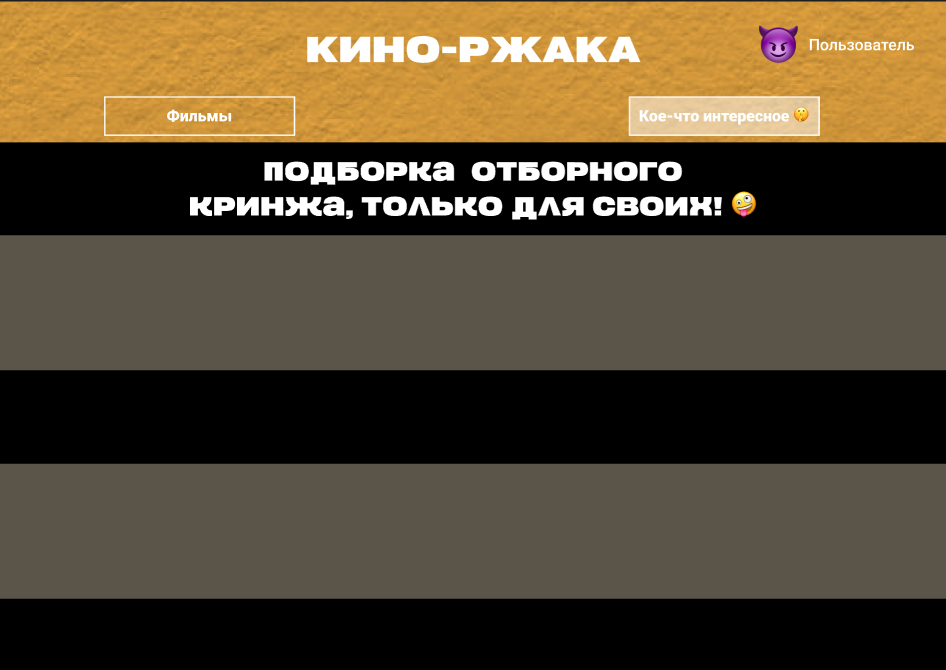 КИНО-РЖАКА
Пользователь
Фильмы
Кое-что интересное 🤫
ПОДБОРКА ОТБОРНОГО
КРИНЖА, ТОЛЬКО ДЛЯ СВОИХ! 🤪